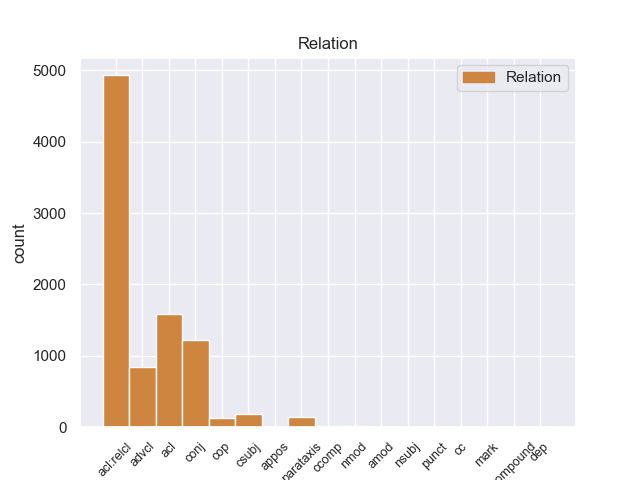 Relation
Relation
count
5000
4000
3000
2000
1000
0
acl:relcl
advcl
acl
conj
cop
csubj
appos
parataxis
ccomp
nmod
amod
nsubj
punct
cc
mark
ompound
dep